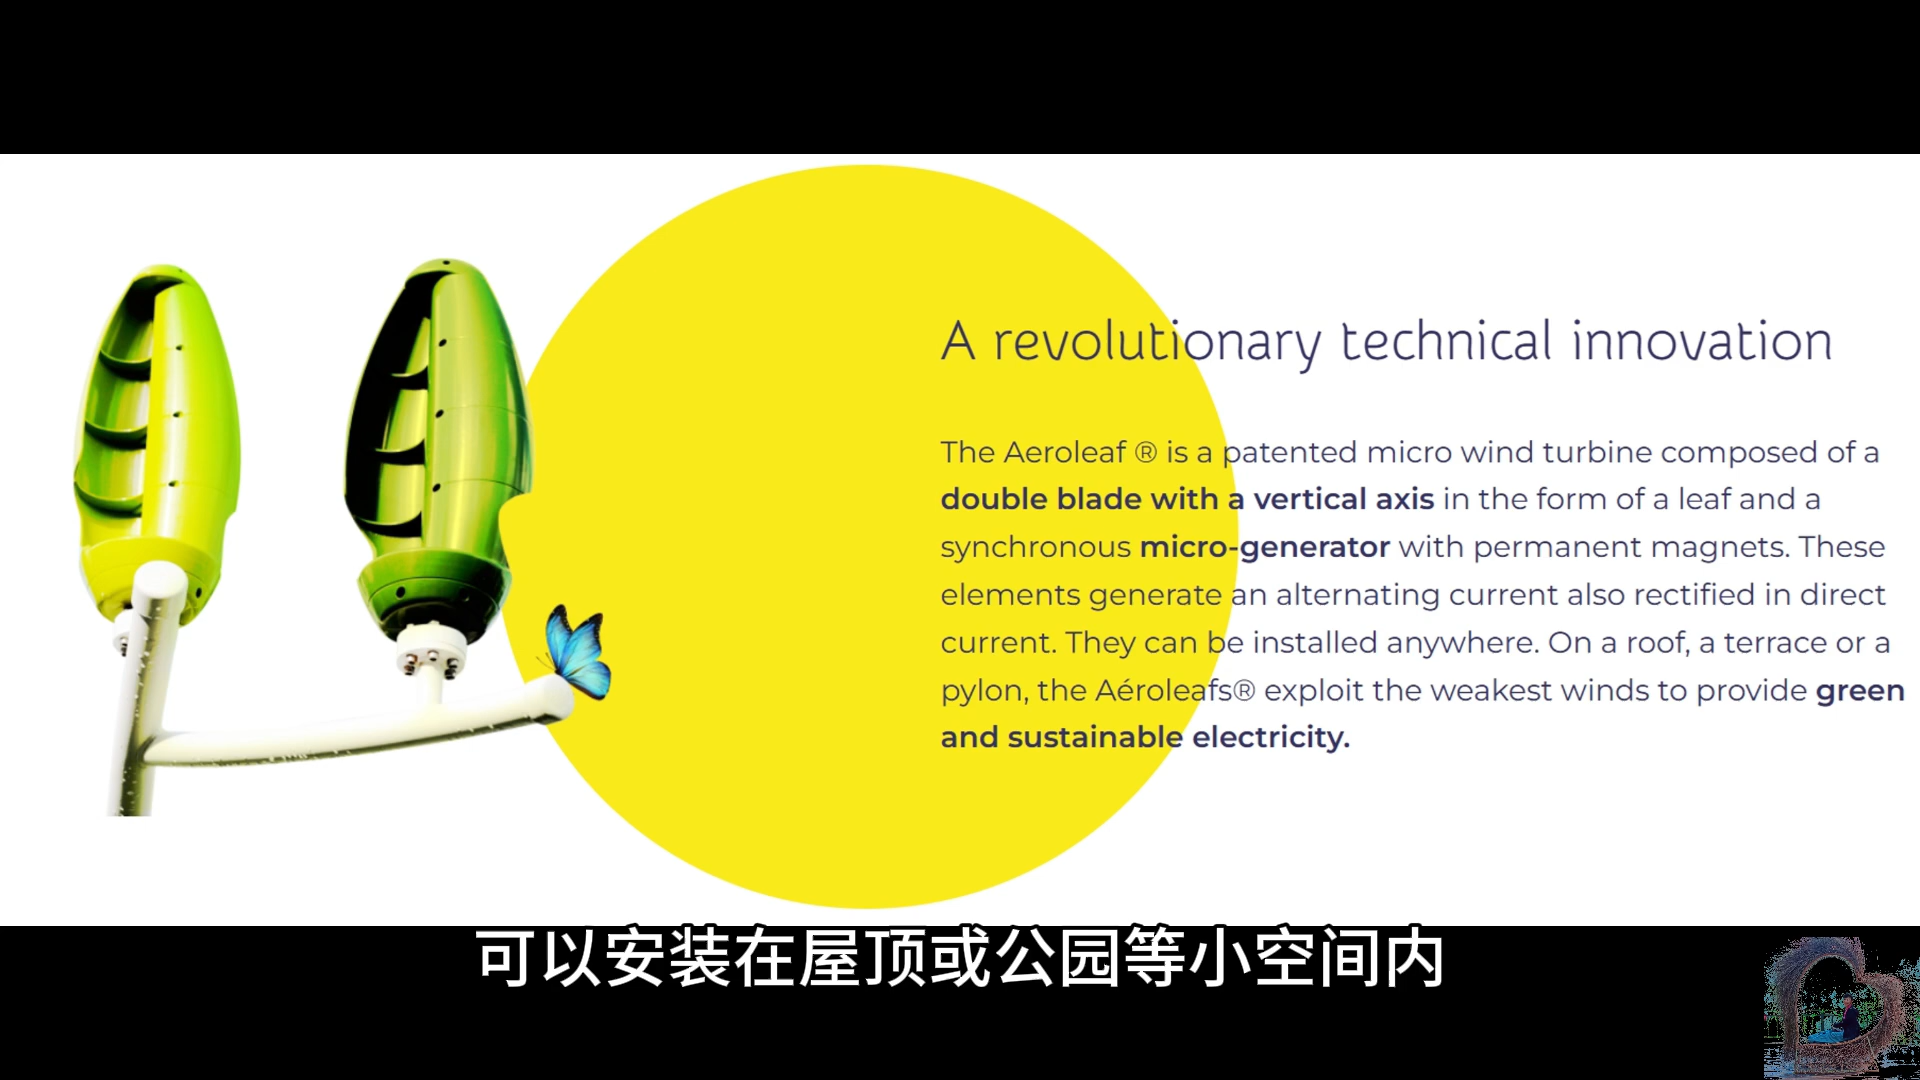 A revolutionary technical innovation
The Aeroleaf ® is a patented micro wind turbine composed of a
double blade with a vertical axis in the form of a leaf and a
synchronous micro-generator with permanent magnets. These
elements generate an alternating current also rectified in direct
current. They can be installed anywhere. On a roof, a terrace or a
pylon, the Aéroleafs® exploit the weakest winds to provide green
and sustainable electricity.
可以安装在屋顶或公园等小空间内